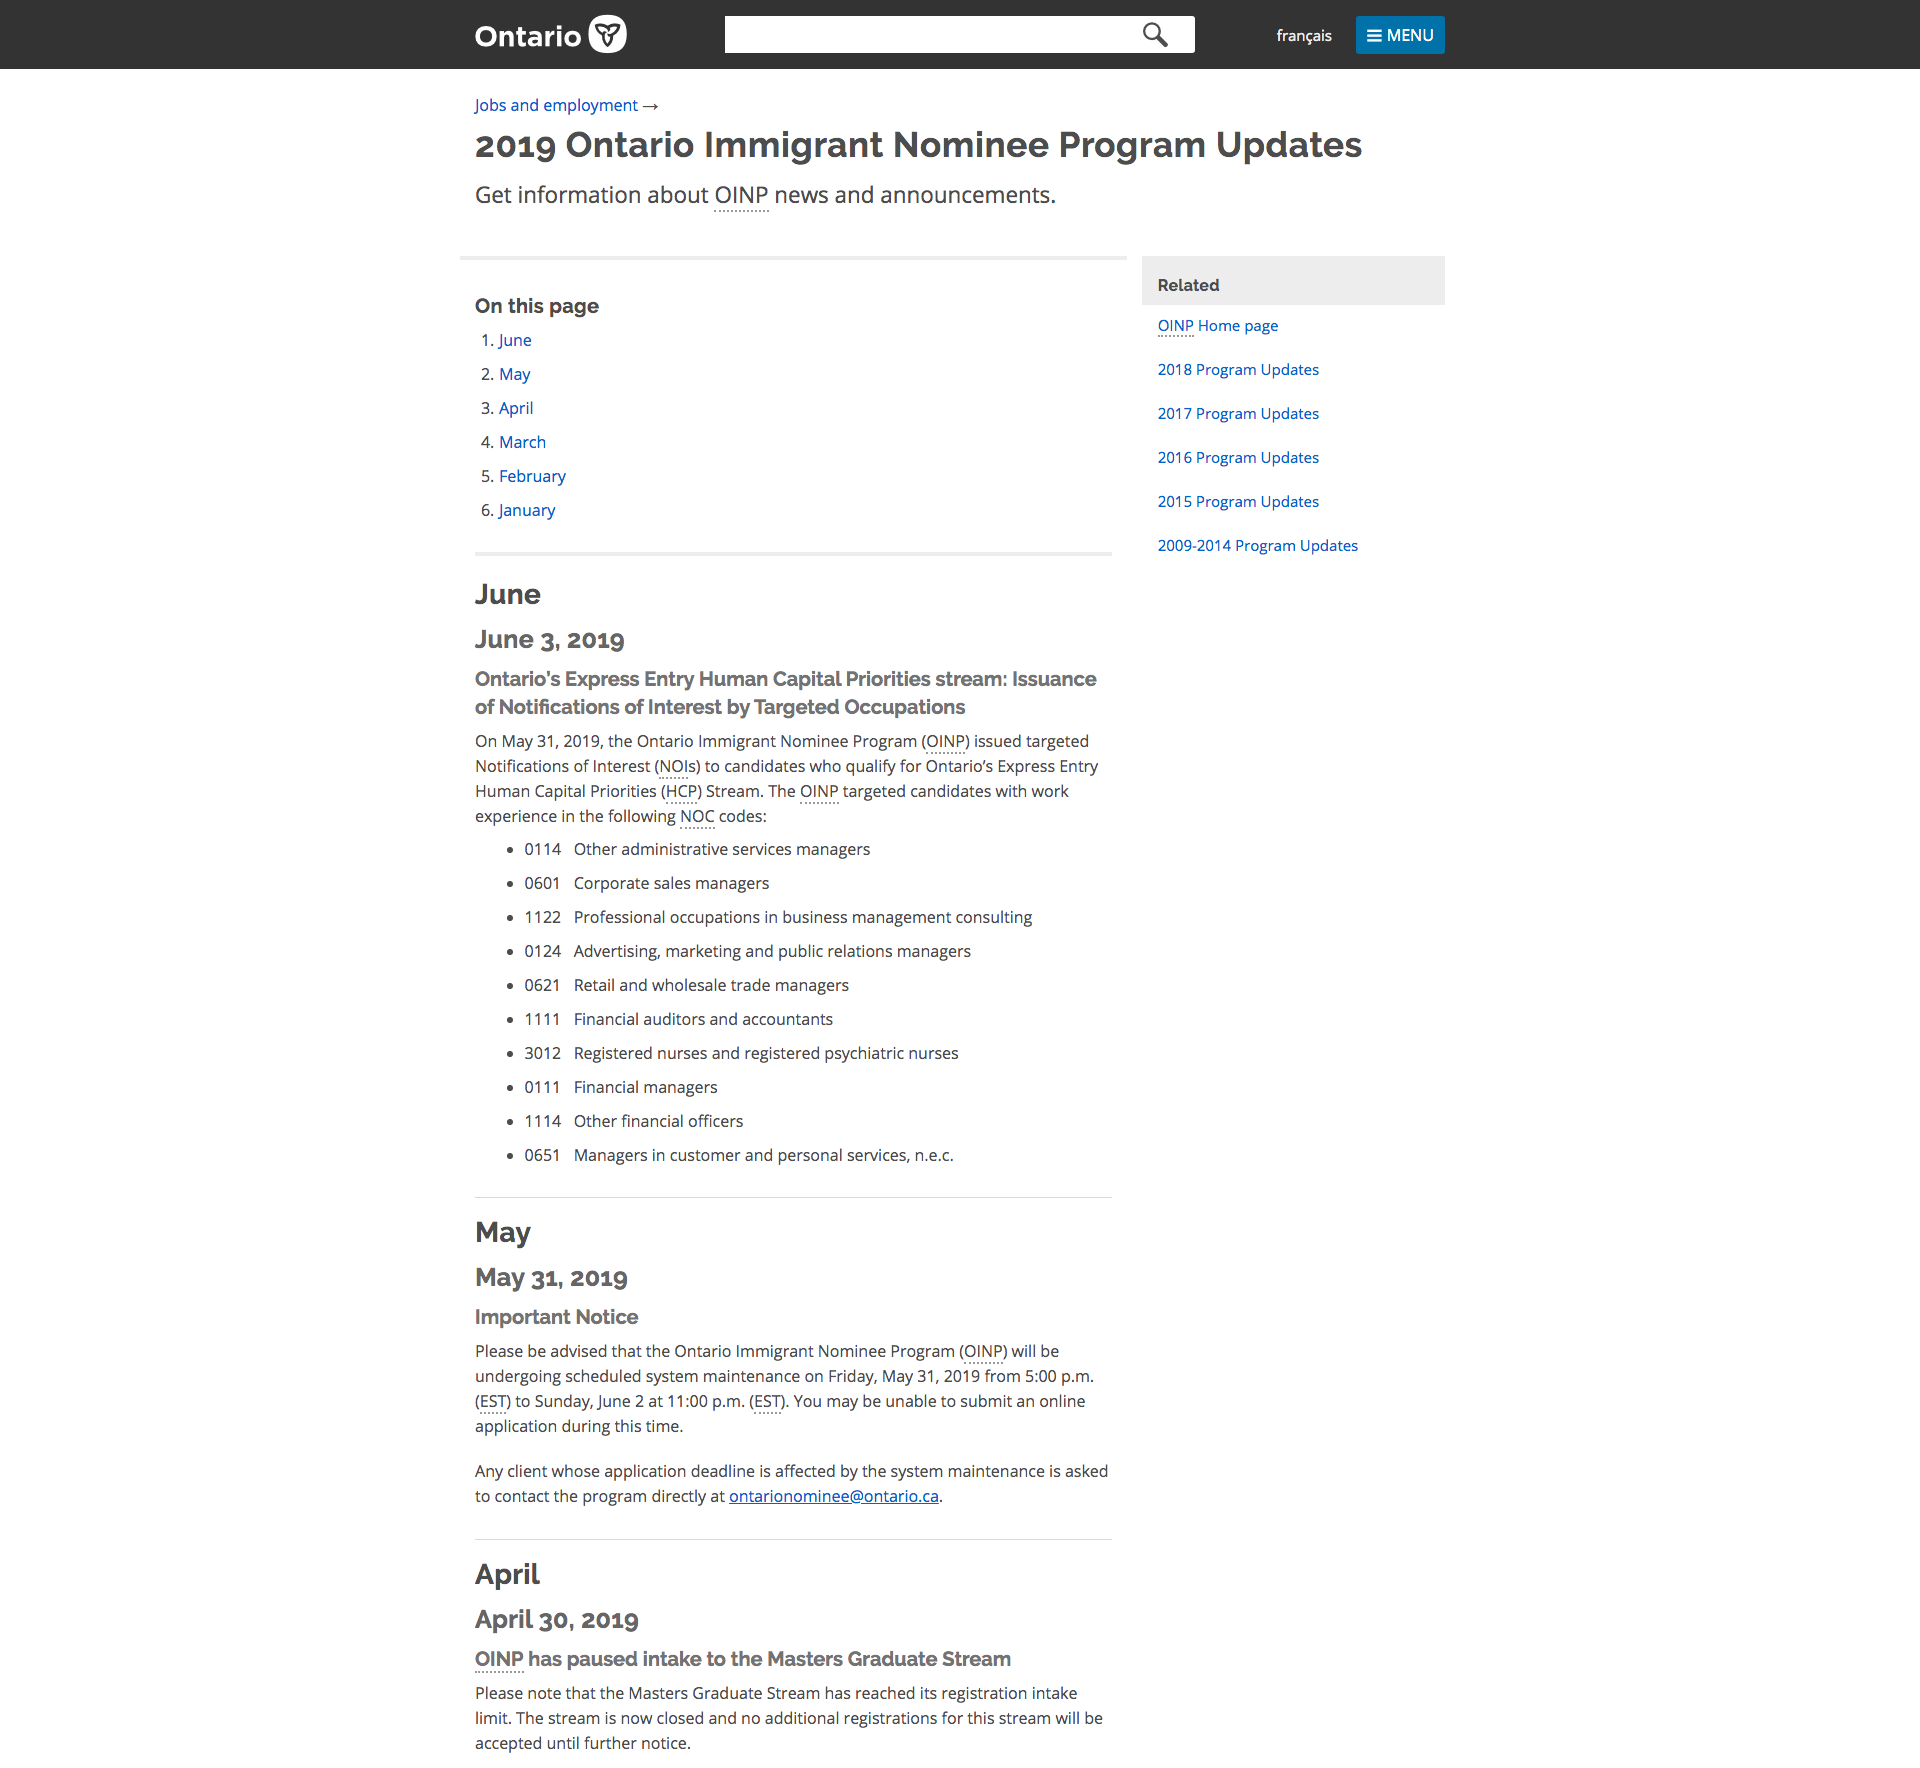 Ontario
français
MENU
Jobs and employment →
2019 Ontario Immigrant Nominee Program Updates
Get information about OINP news and announcements.
On this page
1. June
2. May
3. April
4. March
5. February
6. January
Related
OINP Home page
2018 Program Updates
2017 Program Updates
2016 Program Updates
2015 Program Updates
2009-2014 Program Updates
June
June 3, 2019
Ontario’s Express Entry Human Capital Priorities stream: Issuance
of Notifications of Interest by Targeted Occupations
On May 31, 2019, the Ontario Immigrant Nominee Program (OINP) issued targeted
Notifications of Interest (NOIs) to candidates who qualify for Ontario’s Express Entry
Human Capital Priorities (HCP) Stream. The OINP targeted candidates with work
experience in the following NOC codes:
• 0114 Other administrative services managers
• 0601 Corporate sales managers
• 1122 Professional occupations in business management consulting
• 0124 Advertising, marketing and public relations managers
• 0621 Retail and wholesale trade managers
• 1111 Financial auditors and accountants
• 3012 Registered nurses and registered psychiatric nurses
• 0111 Financial managers
• 1114 Other financial officers
• 0651 Managers in customer and personal services, n.e.c.
May
May 31, 2019
Important Notice
Please be advised that the Ontario Immigrant Nominee Program (OINP) will be
undergoing scheduled system maintenance on Friday, May 31, 2019 from 5:00 p.m.
(EST) to Sunday, June 2 at 11:00 p.m. (EST). You may be unable to submit an online
application during this time.
Any client whose application deadline is affected by the system maintenance is asked
to contact the program directly at ontarionominee@ontario.ca.
April
April 30, 2019
OINP has paused intake to the Masters Graduate Stream
Please note that the Masters Graduate Stream has reached its registration intake
limit. The stream is now closed and no additional registrations for this stream will be
accepted until further notice.